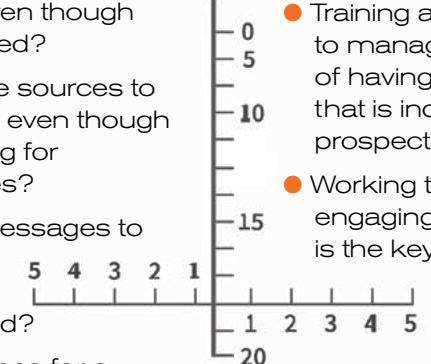 en though
ed?
e sources to
even though
g for
s?
essages to
d?
0
5
10
15
20
5 4 3 2 1
1 2 3 4 5
Training a
to manag
of having
that is inc
prospect
Working t
engaging
is the key